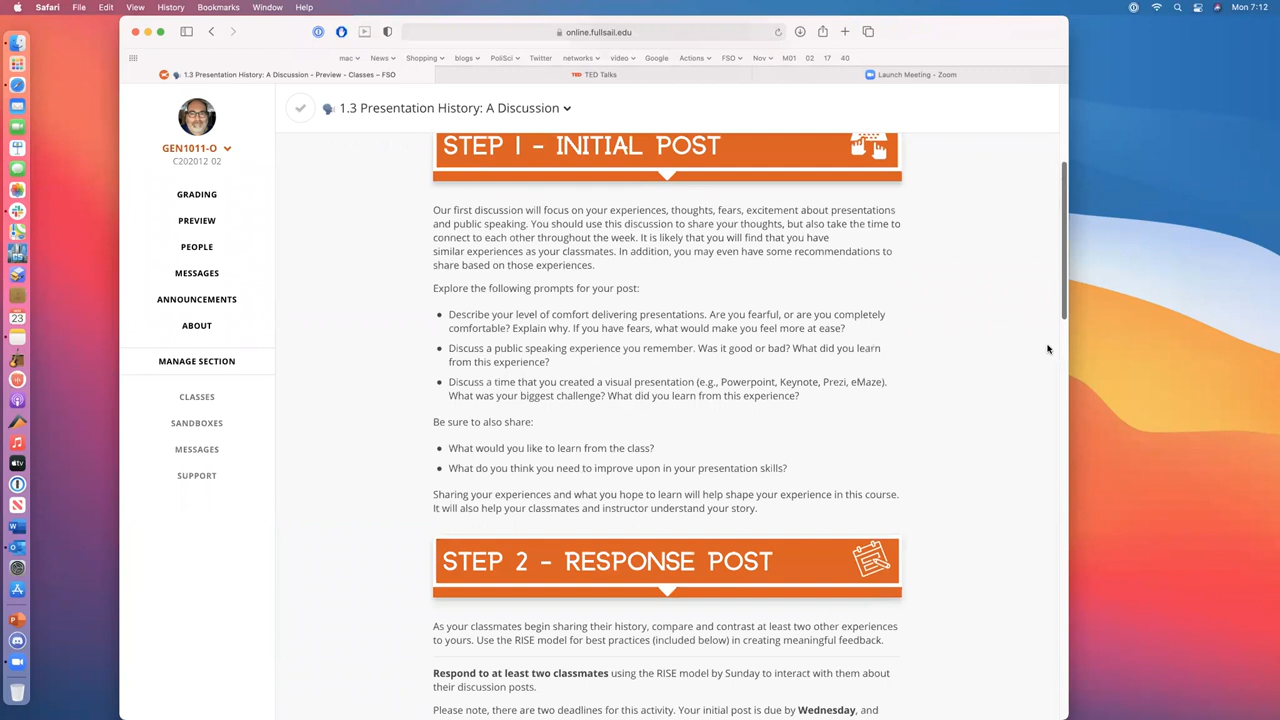 Safari File Edit View History Bookmarks Window Help Mon 7:12
online.fullsail.edu
mac News Shopping blogs PoliSci Twitter networks video Google Actions FSO Nov M01 02 17 40
1.3 Presentation History: A Discussion - Preview - Classes – FSO
TED TED Talks
Launch Meeting - Zoom
1.3 Presentation History: A Discussion
GEN1011-O
C202012 02
GRADING
PREVIEW
PEOPLE
MESSAGES
ANNOUNCEMENTS
ABOUT
MANAGE SECTION
CLASSES
SANDBOXES
MESSAGES
SUPPORT
STEP 1 - INITIAL POST
Our first discussion will focus on your experiences, thoughts, fears, excitement about presentations
and public speaking. You should use this discussion to share your thoughts, but also take the time to
connect to each other throughout the week. It is likely that you will find that you have
similar experiences as your classmates. In addition, you may even have some recommendations to
share based on those experiences.
Explore the following prompts for your post:
Describe your level of comfort delivering presentations. Are you fearful, or are you completely
comfortable? Explain why. If you have fears, what would make you feel more at ease?
Discuss a public speaking experience you remember. Was it good or bad? What did you learn
from this experience?
Discuss a time that you created a visual presentation (e.g., Powerpoint, Keynote, Prezi, eMaze).
What was your biggest challenge? What did you learn from this experience?
Be sure to also share:
What would you like to learn from the class?
What do you think you need to improve upon in your presentation skills?
Sharing your experiences and what you hope to learn will help shape your experience in this course.
It will also help your classmates and instructor understand your story.
STEP 2 - RESPONSE POST
As your classmates begin sharing their history, compare and contrast at least two other experiences
to yours. Use the RISE model for best practices (included below) in creating meaningful feedback.
Respond to at least two classmates using the RISE model by Sunday to interact with them about
their discussion posts.
Please note, there are two deadlines for this activity. Your initial post is due by Wednesday, and